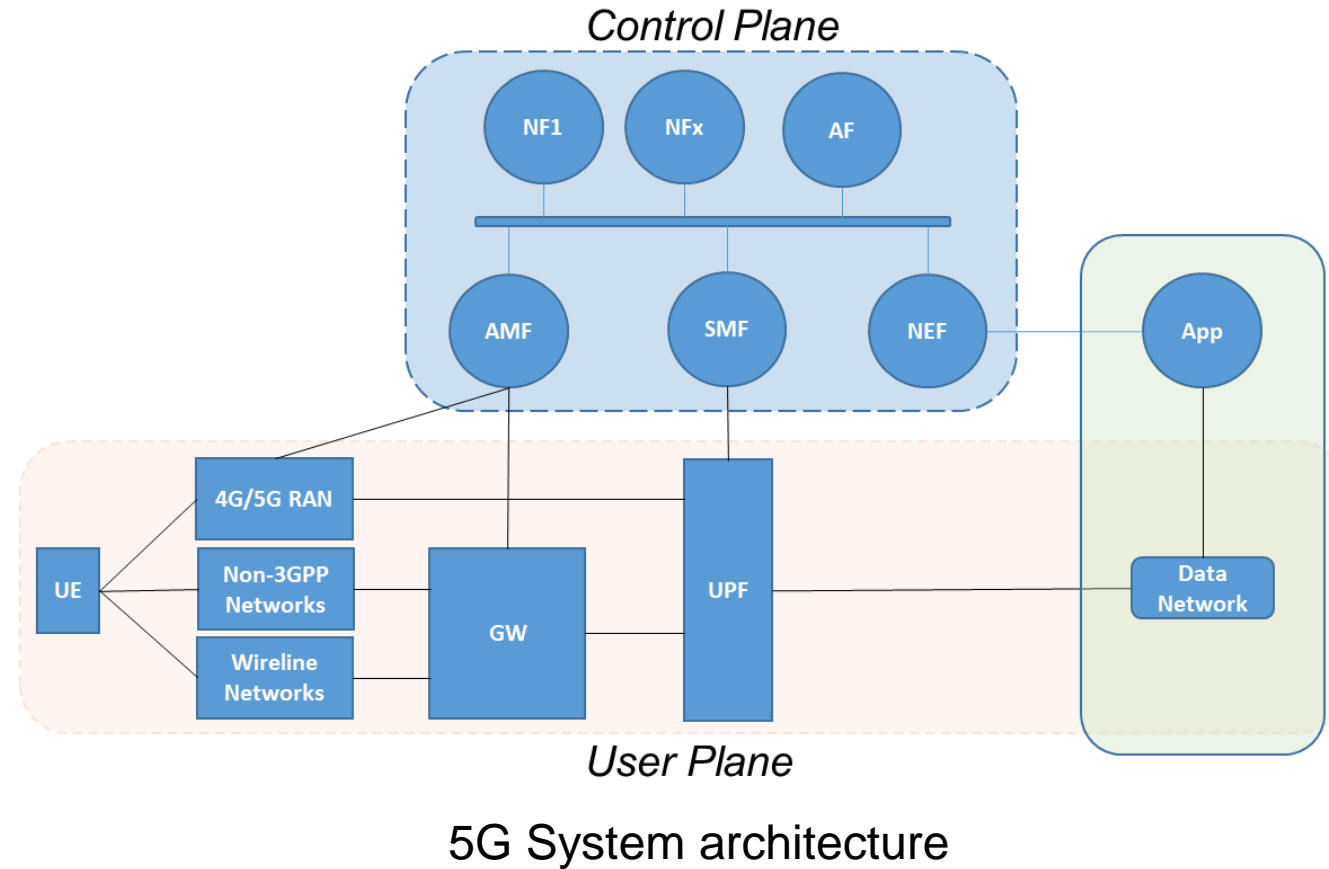 Control Plane
NF1
NFx
AF
AMF
SMF
NEF
App
4G/5G RAN
UE
Non-3GPP
Networks
GW
UPF
Data
Network
Wireline
Networks
User Plane
5G System architecture